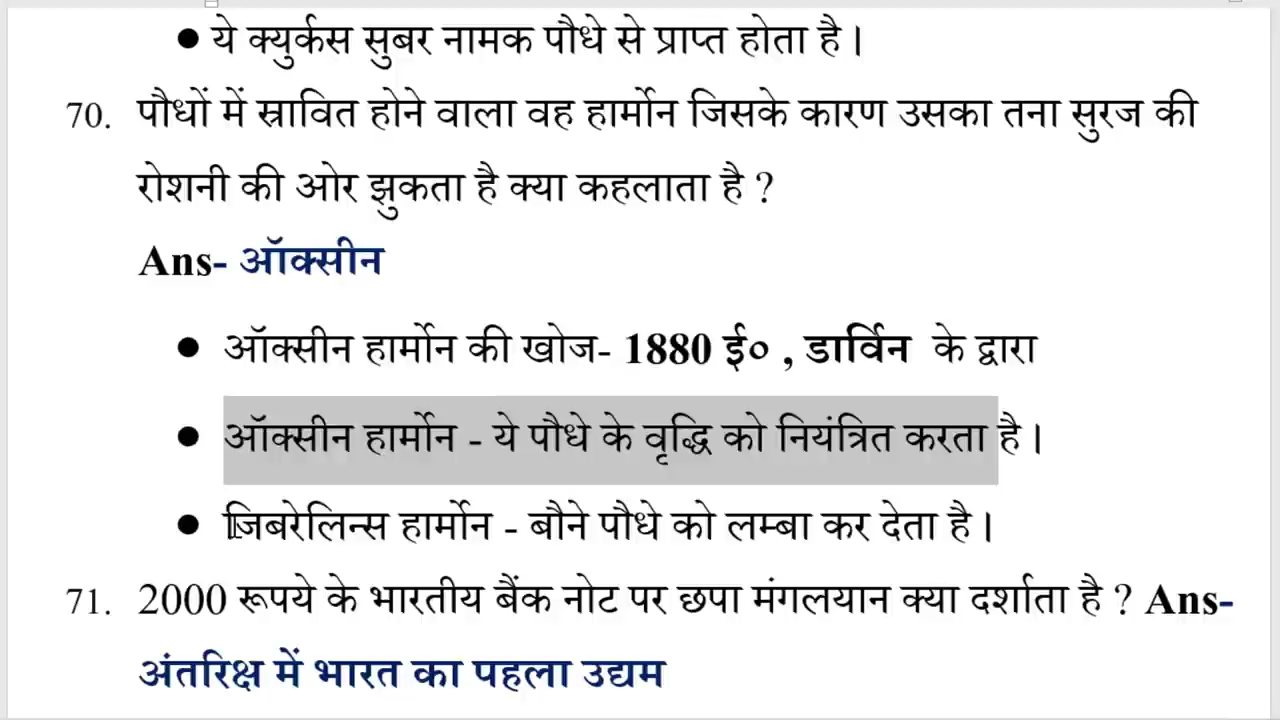 ● ये क्युर्कस सुबर नामक पौधे से प्राप्त होता है।
70. पौधों में स्रावित होने वाला वह हार्मोन जिसके कारण उसका तना सुरज की
रोशनी की ओर झुकता है क्या कहलाता है ?
Ans- ऑक्सीन
● ऑक्सीन हार्मोन की खोज- 1880 ई० , डार्विन के द्वारा
● ऑक्सीन हार्मोन - ये पौधे के वृद्धि को नियंत्रित करता है।
● जिबरेलिन्स हार्मोन - बौने पौधे को लम्बा कर देता है।
71. 2000 रूपये के भारतीय बैंक नोट पर छपा मंगलयान क्या दर्शाता है ? Ans-
अंतरिक्ष में भारत का पहला उद्यम